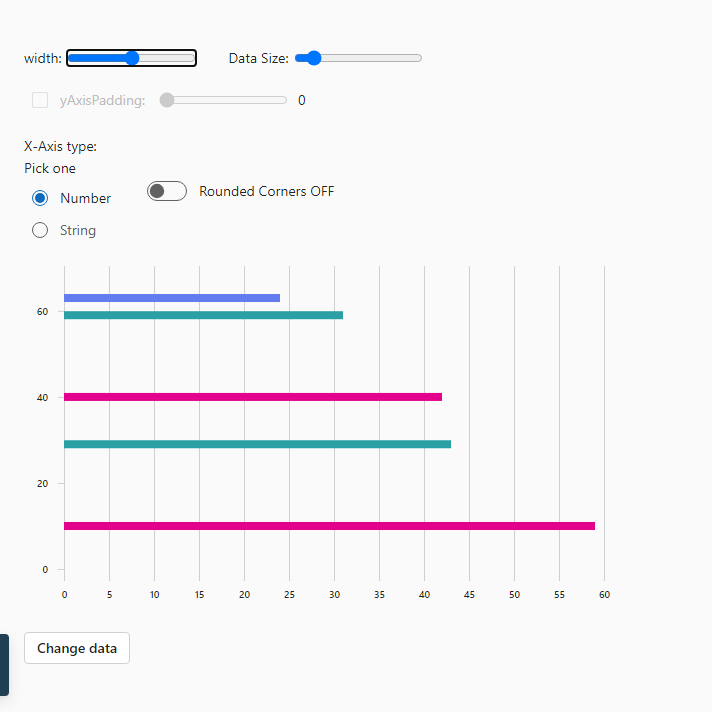 width: Data Size:
yAxisPadding: 0
X-Axis type:
Pick one
Number Rounded Corners OFF
String
60
40
20
0
0 5 10 15 20 25 30 35 40 45 50 55 60
Change data